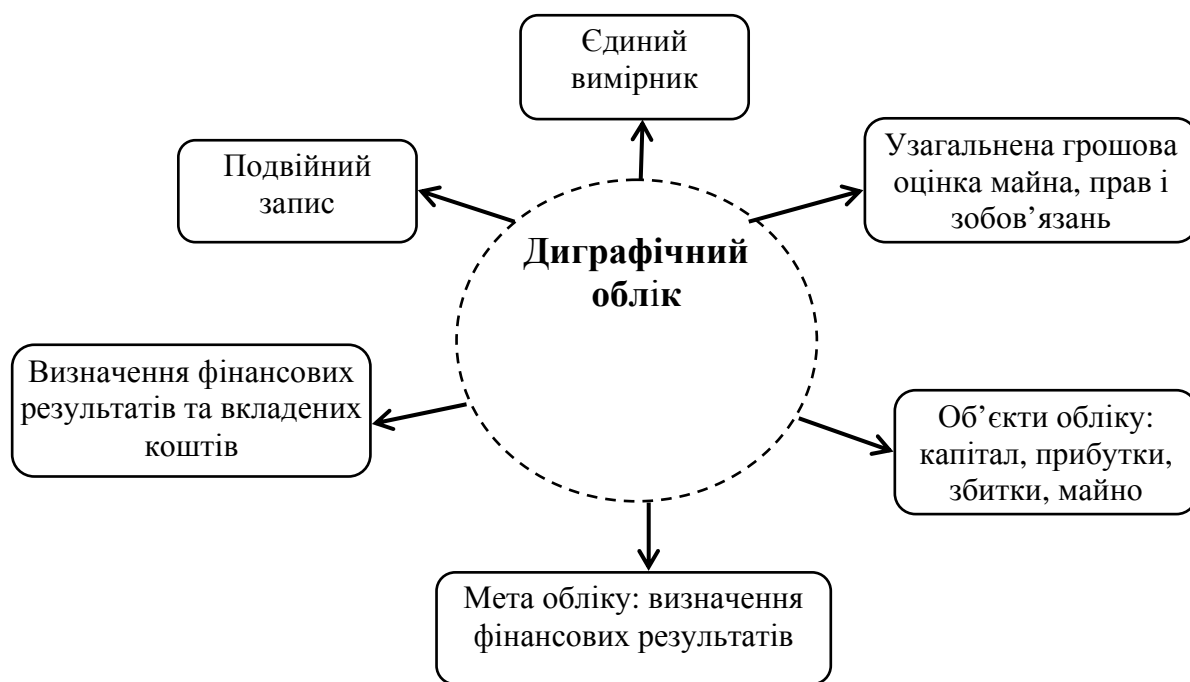 Єдиний
вимірник
Подвійний
запис
Узагальнена грошова
оцінка майна, прав і
зобов’язань
Диграфічний
облік
Визначення фінансових
результатів та вкладених
коштів
Об’єкти обліку:
капітал, прибутки,
збитки, майно
Мета обліку: визначення
фінансових результатів